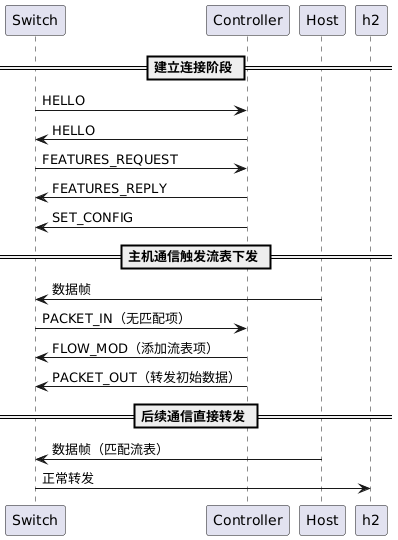 Switch Controller Host h2
建立连接阶段
HELLO
HELLO
FEATURES_REQUEST
FEATURES_REPLY
SET_CONFIG
主机通信触发流表下发
数据帧
PACKET_IN（无匹配项）
FLOW_MOD（添加流表项）
PACKET_OUT（转发初始数据）
后续通信直接转发
数据帧（匹配流表）
正常转发
Switch Controller Host h2